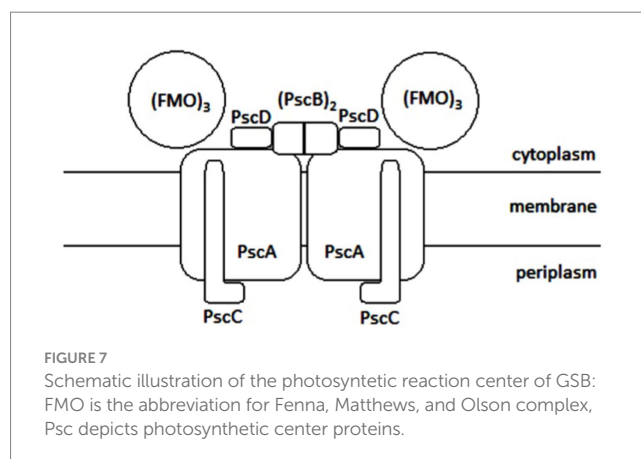 (FMO)₃
(PscB)₂
(FMO)₃
PscD
PscD
cytoplasm
membrane
PscA
PscA
periplasm
PscC
PscC
FIGURE 7
Schematic illustration of the photosyntetic reaction center of GSB:
FMO is the abbreviation for Fenna, Matthews, and Olson complex,
Psc depicts photosynthetic center proteins.